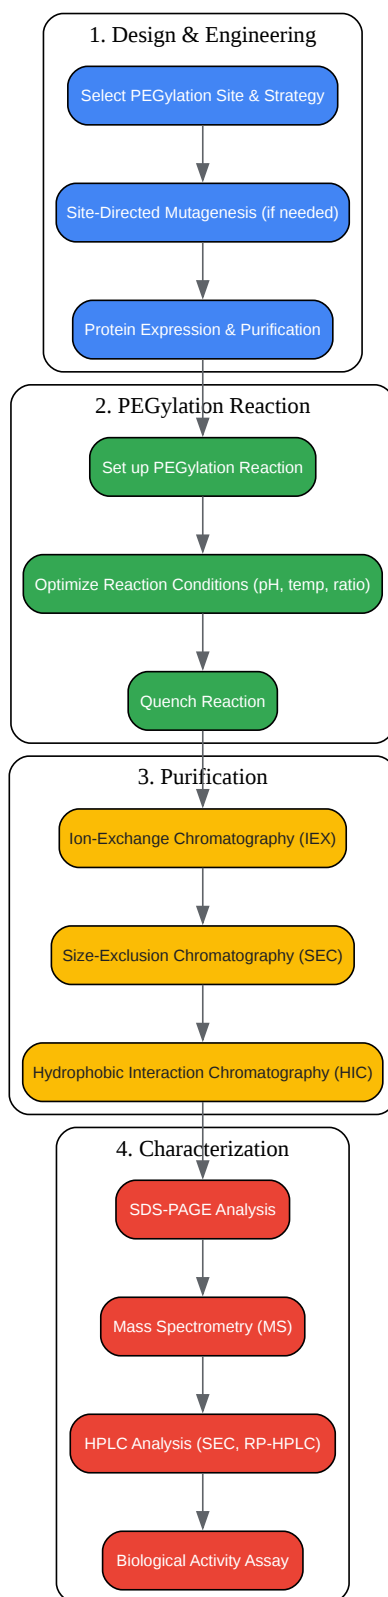 1. Design & Engineering
Select PEGylation Site & Strategy
Site-Directed Mutagenesis (if needed)
Protein Expression & Purification
2. PEGylation Reaction
Set up PEGylation Reaction
Optimize Reaction Conditions (pH, temp, ratio)
Quench Reaction
3. Purification
Ion-Exchange Chromatography (IEX)
Size-Exclusion Chromatography (SEC)
Hydrophobic Interaction Chromatography (HIC)
4. Characterization
SDS-PAGE Analysis
Mass Spectrometry (MS)
HPLC Analysis (SEC, RP-HPLC)
Biological Activity Assay